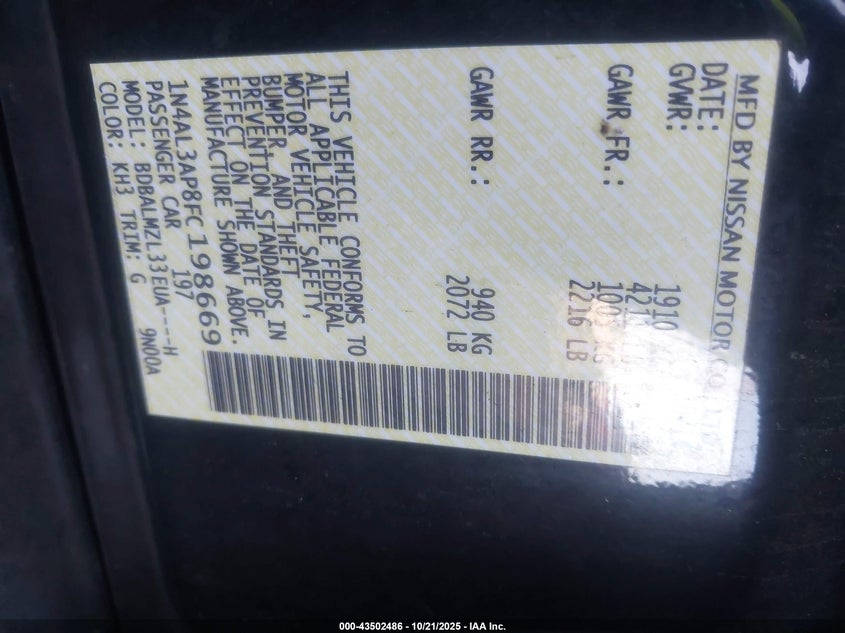 MFD BY NISSAN MOTOR CO.
DATE:
GVWR: 1910
GAWR FR.:
2216 LB
GAWR RR.: 940 KG
2072 LB
THIS VEHICLE CONFORMS TO
ALL APPLICABLE FEDERAL
MOTOR VEHICLE SAFETY,
BUMPER, AND THEFT
PREVENTION STANDARDS IN
EFFECT ON THE DATE OF
MANUFACTURE SHOWN ABOVE.
1N4AL3AP8FC198669
PASSENGER CAR 197
MODEL: BDBALMZL33EUA----H
COLOR: KH3 TRIM: G 9N00A
000-43502486 - 10/21/2025 - IAA Inc.